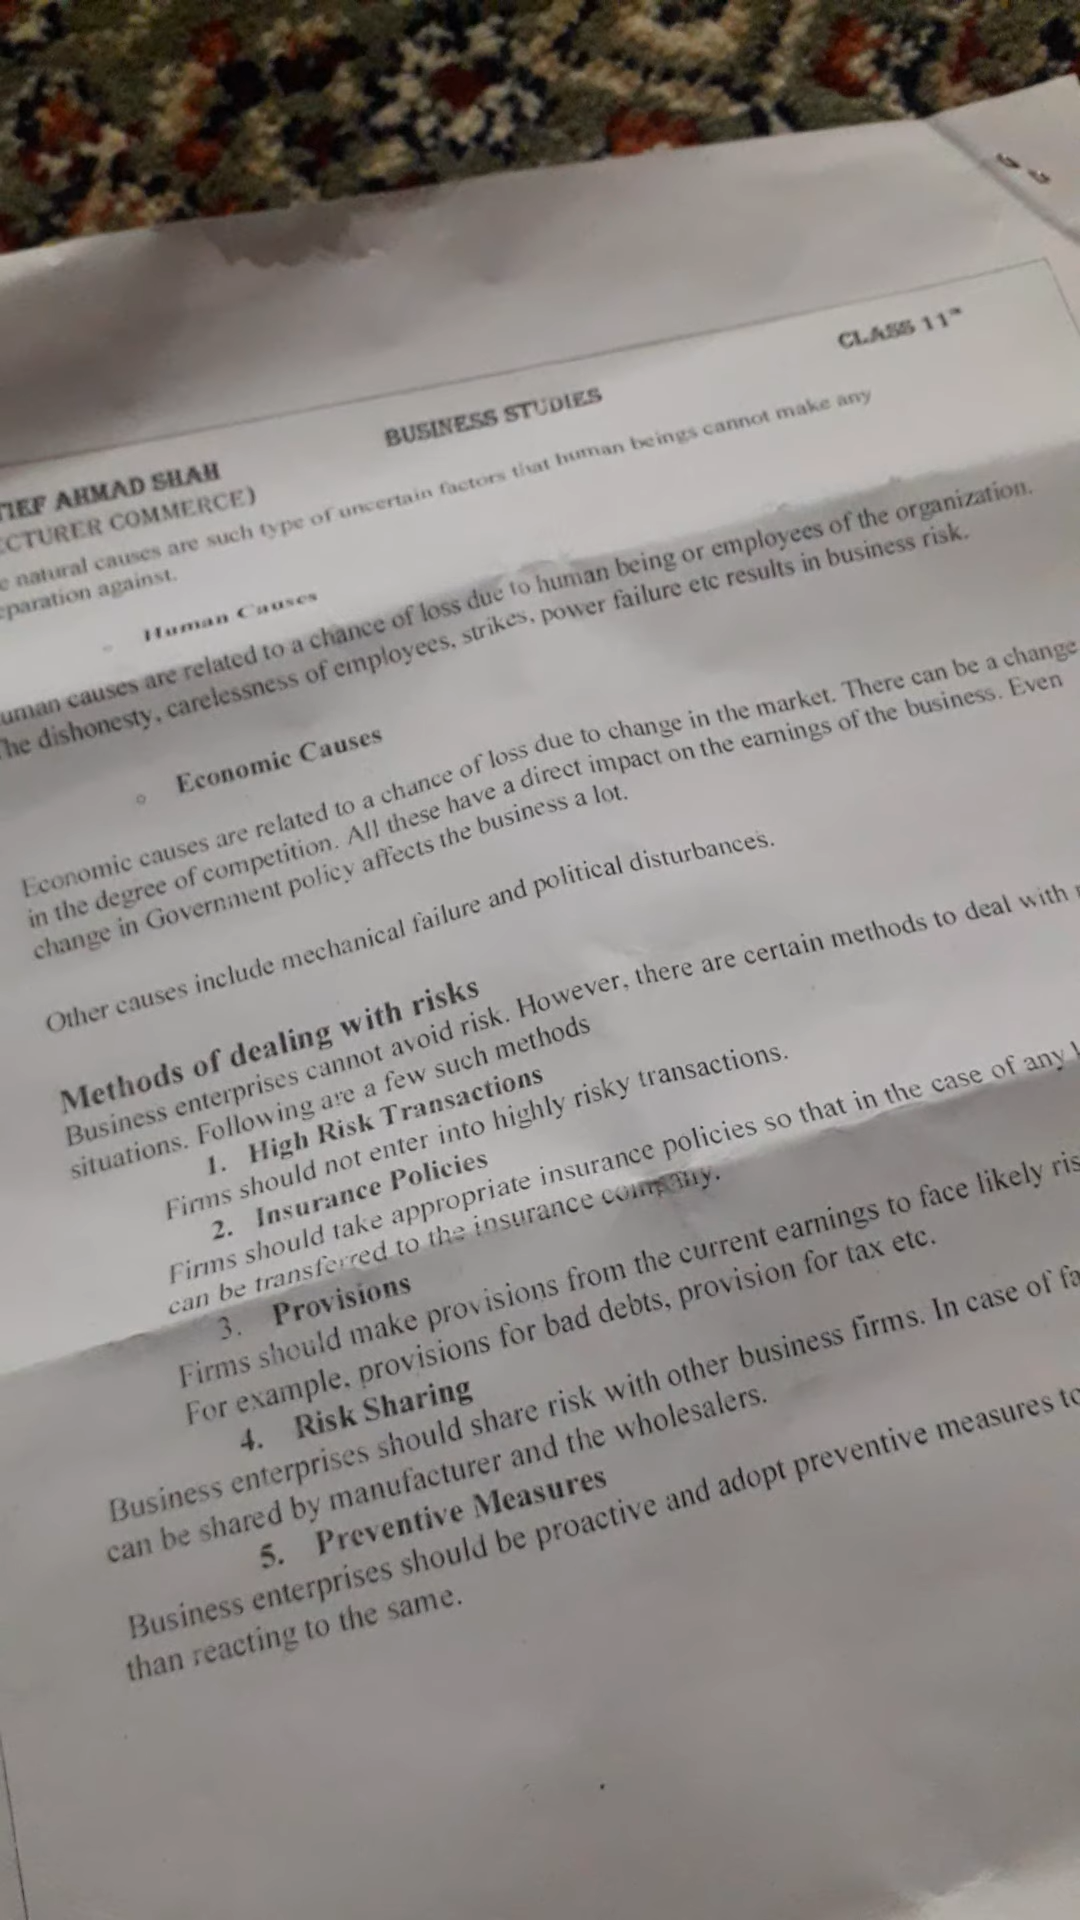 CLASS 11TH
BUSINESS STUDIES
TIEF AHMAD SHAH
ECTURER COMMERCE)
e natural causes are such type of uncertain factors that human beings cannot make any
eparation against.
Human Causes
uman causes are related to a chance of loss due to human being or employees of the organization.
The dishonesty, carelessness of employees, strikes, power failure etc results in business risk.
Economic Causes
Economic causes are related to a chance of loss due to change in the market. There can be a change
in the degree of competition. All these have a direct impact on the earnings of the business. Even
change in Government policy affects the business a lot.
Other causes include mechanical failure and political disturbances.
Methods of dealing with risks
Business enterprises cannot avoid risk. However, there are certain methods to deal with
situations. Following are a few such methods
1. High Risk Transactions
Firms should not enter into highly risky transactions.
2. Insurance Policies
Firms should take appropriate insurance policies so that in the case of any l
can be transferred to the insurance company.
3. Provisions
Firms should make provisions from the current earnings to face likely ris
For example, provisions for bad debts, provision for tax etc.
4. Risk Sharing
Business enterprises should share risk with other business firms. In case of fa
can be shared by manufacturer and the wholesalers.
5. Preventive Measures
Business enterprises should be proactive and adopt preventive measures to
than reacting to the same.